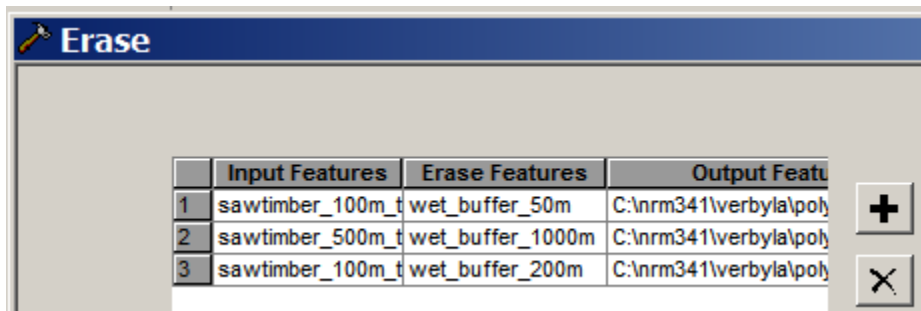 Erase
Input Features Erase Features Output Featu
1 sawtimber_100m_t wet_buffer_50m C:\nrm341\verbyla\poly
2 sawtimber_500m_t wet_buffer_1000m C:\nrm341\verbyla\poly
3 sawtimber_100m_t wet_buffer_200m C:\nrm341\verbyla\poly